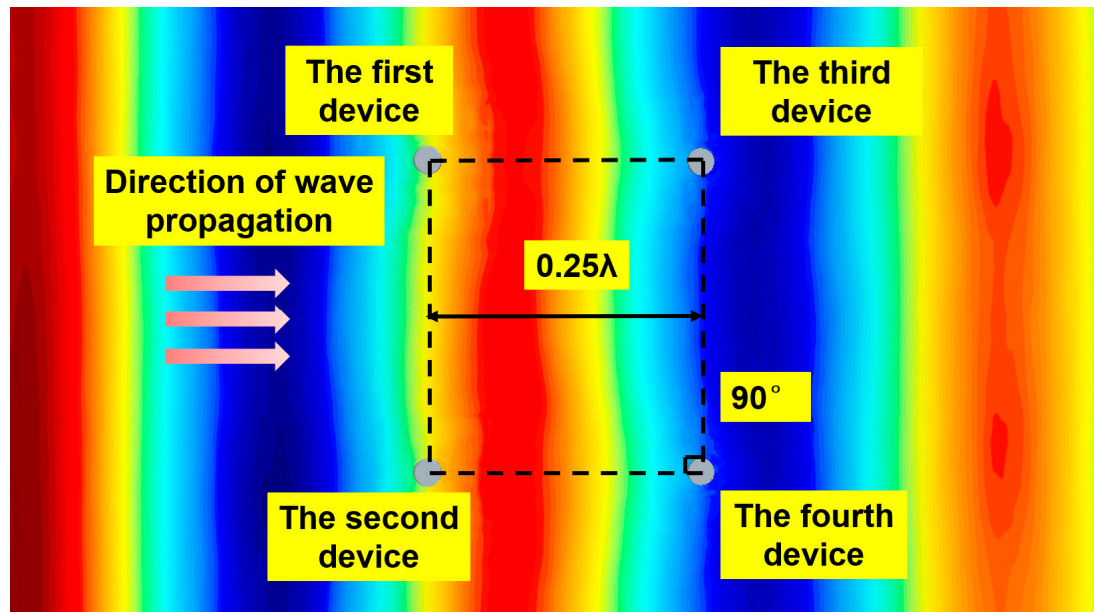 The first
device
The third
device
Direction of wave
propagation
0.25λ
90°
The second
device
The fourth
device